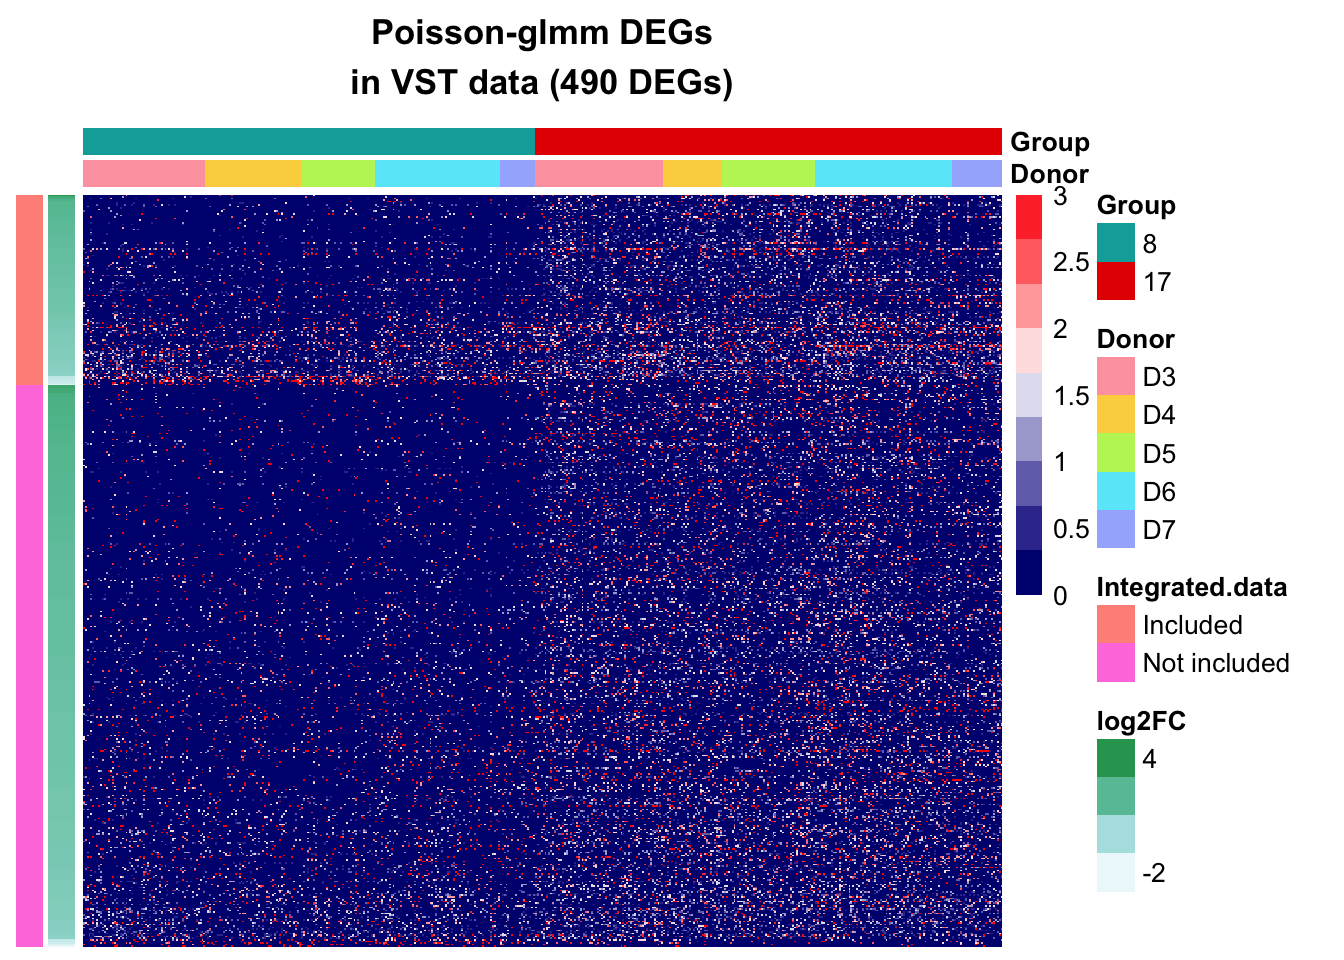 Poisson-glmm DEGs
in VST data (490 DEGs)
Group
Donor
3
2.5
2
1.5
1
0.5
0
Group
8
17
Donor
D3
D4
D5
D6
D7
Integrated.data
Included
Not included
log2FC
4
-2